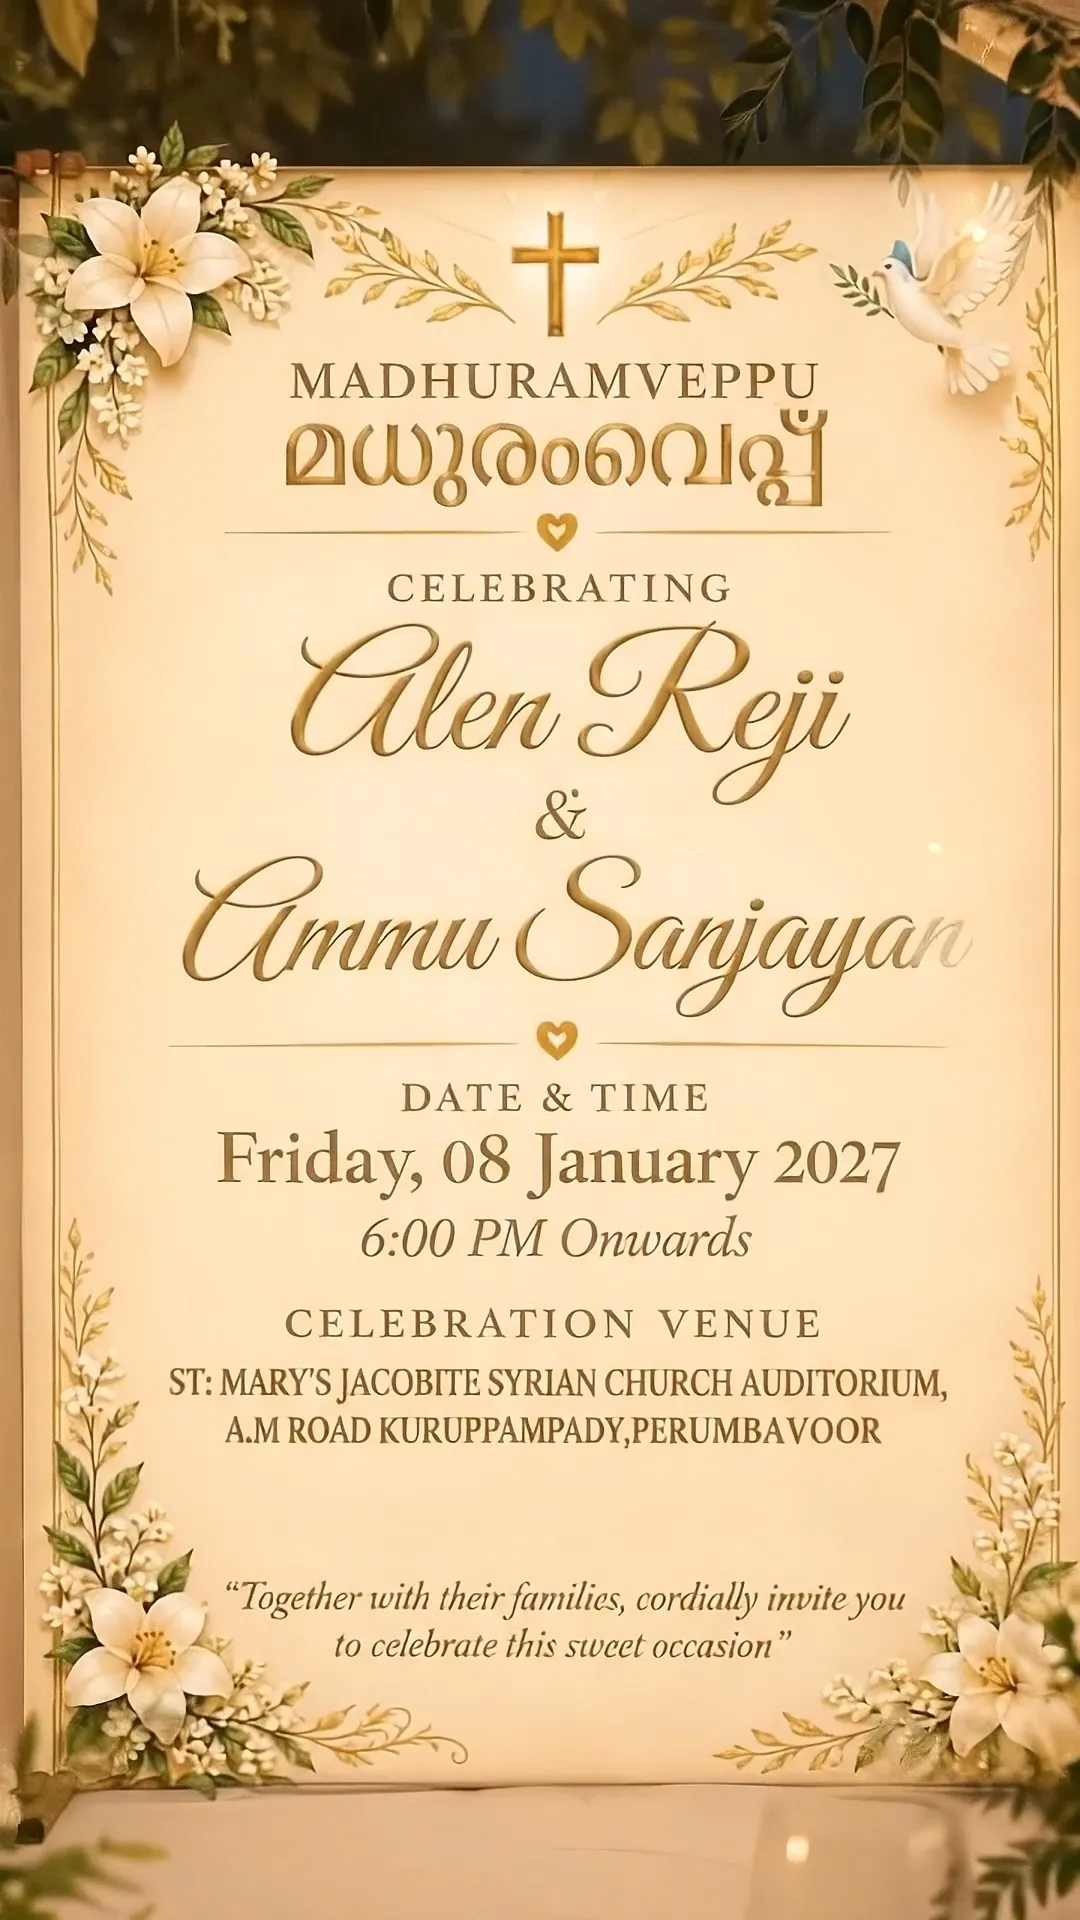 MADHURAMVEPPU
മധുരംവെപ്പ്
CELEBRATING
Alen Reji
&
Ammu Sanjayan
DATE & TIME
Friday, 08 January 2027
6:00 PM Onwards
CELEBRATION VENUE
ST: MARY'S JACOBITE SYRIAN CHURCH AUDITORIUM,
A.M ROAD KURUPPAMPADY,PERUMBAVOOR
“Together with their families, cordially invite you
to celebrate this sweet occasion”